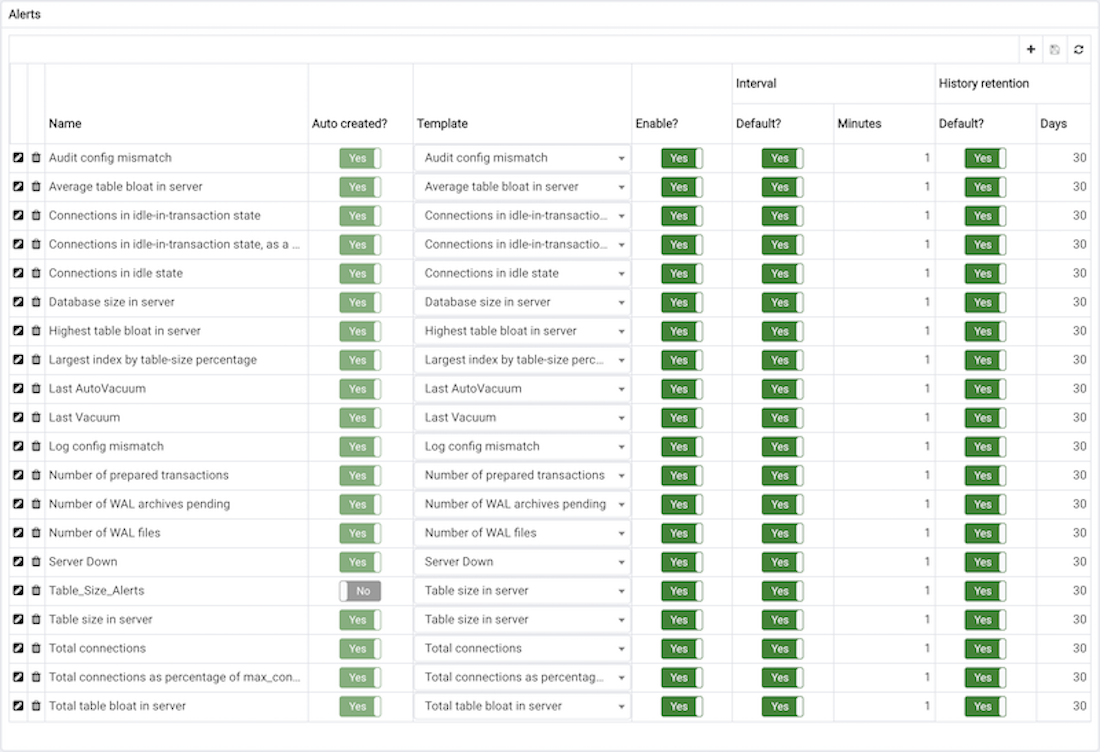 Alerts
Interval History retention
Name Auto created? Template Enable? Default? Minutes Default? Days
Audit config mismatch Yes Audit config mismatch Yes Yes 1 Yes 30
Average table bloat in server Yes Average table bloat in server Yes Yes 1 Yes 30
Connections in idle-in-transaction state Yes Connections in idle-in-transactio... Yes Yes 1 Yes 30
Connections in idle-in-transaction state, as a ... Yes Connections in idle-in-transactio... Yes Yes 1 Yes 30
Connections in idle state Yes Connections in idle state Yes Yes 1 Yes 30
Database size in server Yes Database size in server Yes Yes 1 Yes 30
Highest table bloat in server Yes Highest table bloat in server Yes Yes 1 Yes 30
Largest index by table-size percentage Yes Largest index by table-size perc... Yes Yes 1 Yes 30
Last AutoVacuum Yes Last AutoVacuum Yes Yes 1 Yes 30
Last Vacuum Yes Last Vacuum Yes Yes 1 Yes 30
Log config mismatch Yes Log config mismatch Yes Yes 1 Yes 30
Number of prepared transactions Yes Number of prepared transactions Yes Yes 1 Yes 30
Number of WAL archives pending Yes Number of WAL archives pending Yes Yes 1 Yes 30
Number of WAL files Yes Number of WAL files Yes Yes 1 Yes 30
Server Down Yes Server Down Yes Yes 1 Yes 30
Table_Size_Alerts No Table size in server Yes Yes 1 Yes 30
Table size in server Yes Table size in server Yes Yes 1 Yes 30
Total connections Yes Total connections Yes Yes 1 Yes 30
Total connections as percentage of max_con... Yes Total connections as percentag... Yes Yes 1 Yes 30
Total table bloat in server Yes Total table bloat in server Yes Yes 1 Yes 30